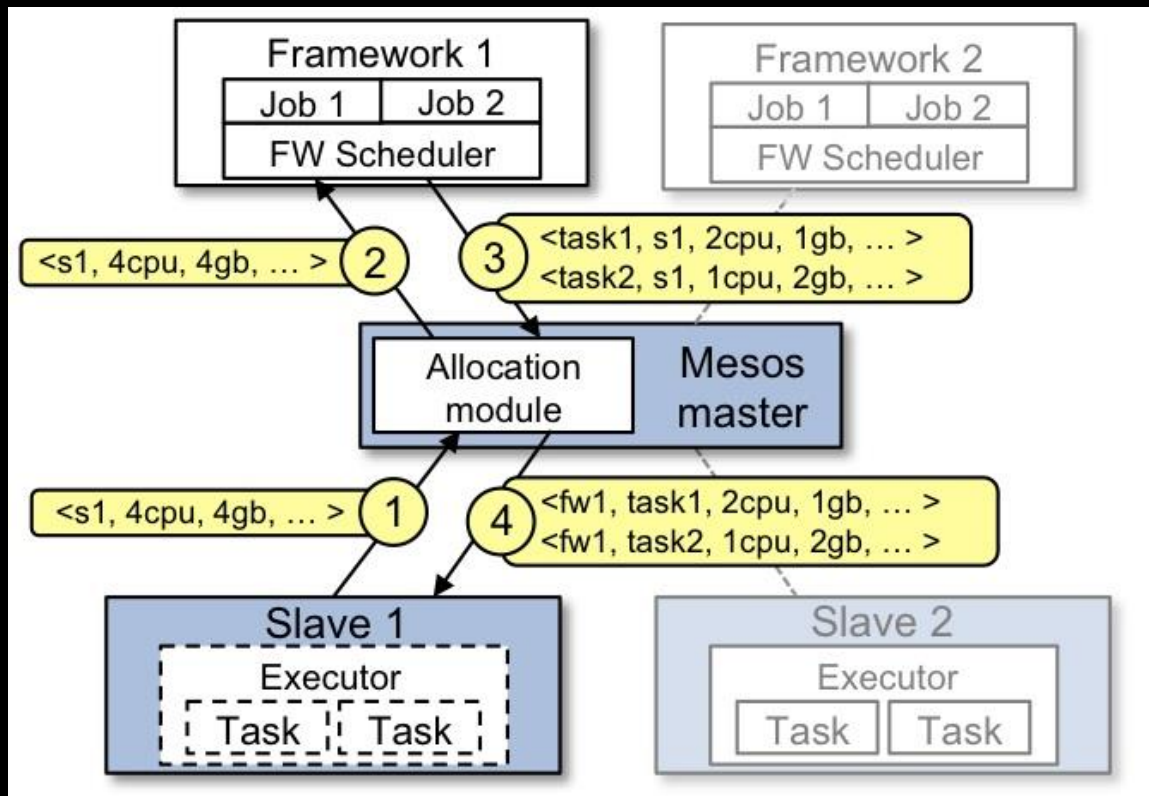 Framework 1
Job 1 Job 2
FW Scheduler
Framework 2
Job 1 Job 2
FW Scheduler
<s1, 4cpu, 4gb, … >
2
3
<task1, s1, 2cpu, 1gb, … >
<task2, s1, 1cpu, 2gb, … >
Allocation
module
Mesos
master
<s1, 4cpu, 4gb, … >
1
4
<fw1, task1, 2cpu, 1gb, … >
<fw1, task2, 1cpu, 2gb, … >
Slave 1
Executor
Task Task
Slave 2
Executor
Task Task